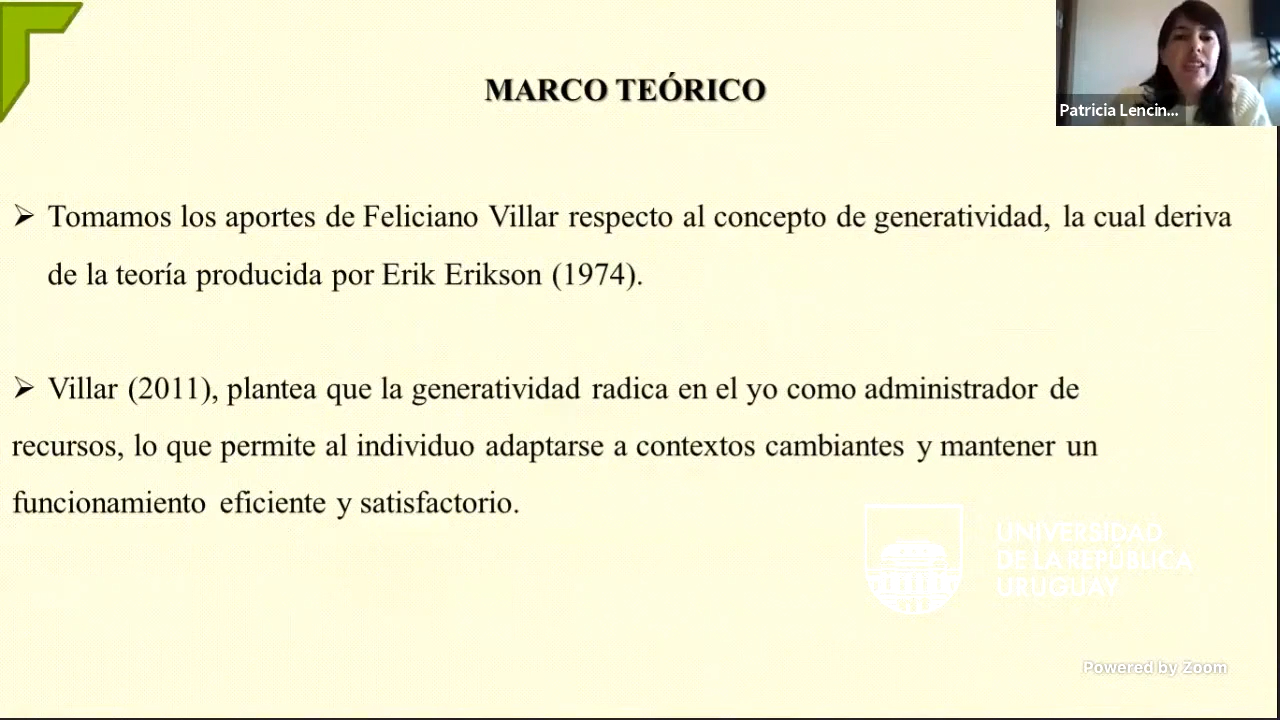 MARCO TEÓRICO
Patricia Lencin...
➢ Tomamos los aportes de Feliciano Villar respecto al concepto de generatividad, la cual deriva
de la teoría producida por Erik Erikson (1974).
➢ Villar (2011), plantea que la generatividad radica en el yo como administrador de
recursos, lo que permite al individuo adaptarse a contextos cambiantes y mantener un
funcionamiento eficiente y satisfactorio.
UNIVERSIDAD
DE LA REPÚBLICA
URUGUAY
Powered by Zoom